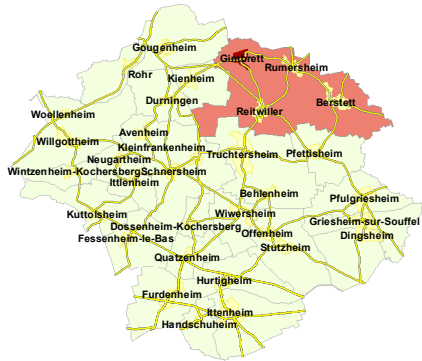 Gougenheim
Gimbrett
Rumersheim
Rohr
Kienheim
Durningen
Berstett
Reitwiller
Woellenheim
Avenheim
Willgottheim
Kleinfrankenheim
Neugartheim
Truchtersheim
Pfettisheim
Wintzenheim-Kochersberg
Schnersheim
Ittlenheim
Behlenheim
Pfulgriesheim
Kuttolsheim
Wiwersheim
Griesheim-sur-Souffel
Dossenheim-Kochersberg
Offenheim
Dingsheim
Fessenheim-le-Bas
Stutzheim
Quatzenheim
Hurtigheim
Furdenheim
Ittenheim
Handschuheim